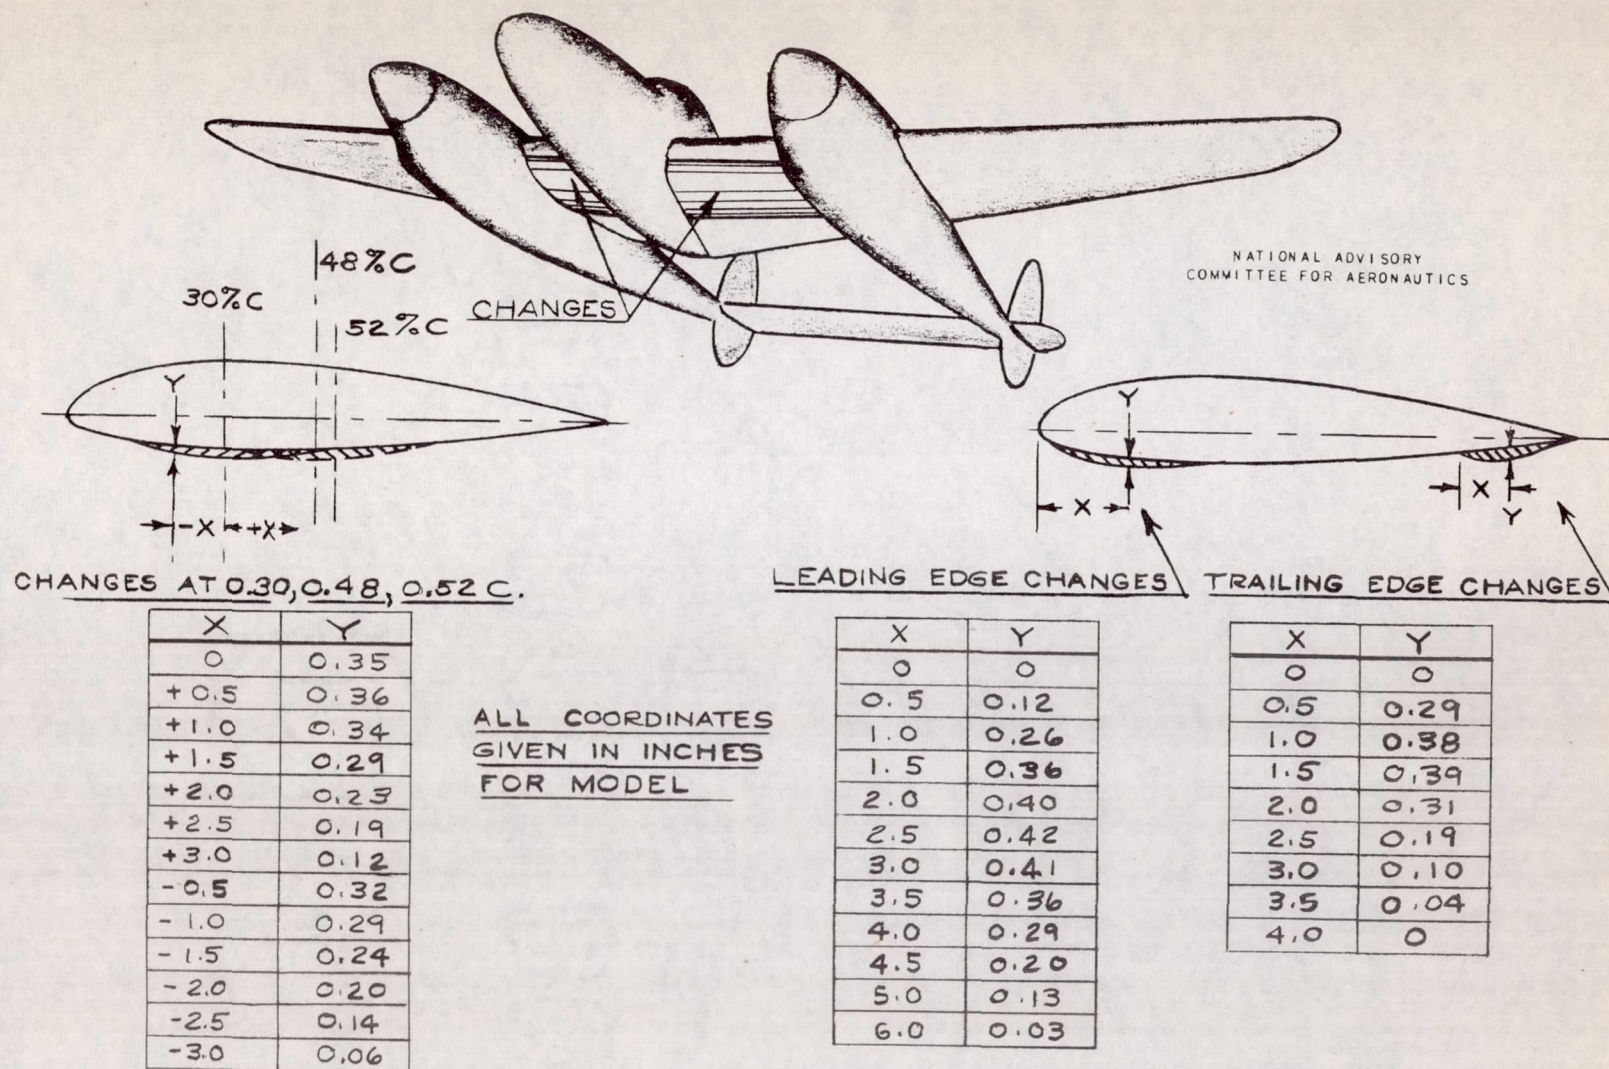 NATIONAL ADVISORY
COMMITTEE FOR AERONAUTICS
48%C
30%C
52%C
CHANGES
Y
-X +X
Y
X
X
Y
CHANGES AT 0.30, 0.48, 0.52 C.
X Y
0 0.35
+0.5 0.36
+1.0 0.34
+1.5 0.29
+2.0 0.23
+2.5 0.19
+3.0 0.12
-0.5 0.32
-1.0 0.29
-1.5 0.24
-2.0 0.20
-2.5 0.14
-3.0 0.06
ALL COORDINATES
GIVEN IN INCHES
FOR MODEL
LEADING EDGE CHANGES
X Y
0 0
0.5 0.12
1.0 0.26
1.5 0.36
2.0 0.40
2.5 0.42
3.0 0.41
3.5 0.36
4.0 0.29
4.5 0.20
5.0 0.13
6.0 0.03
TRAILING EDGE CHANGES
X Y
0 0
0.5 0.29
1.0 0.38
1.5 0.39
2.0 0.31
2.5 0.19
3.0 0.10
3.5 0.04
4.0 0